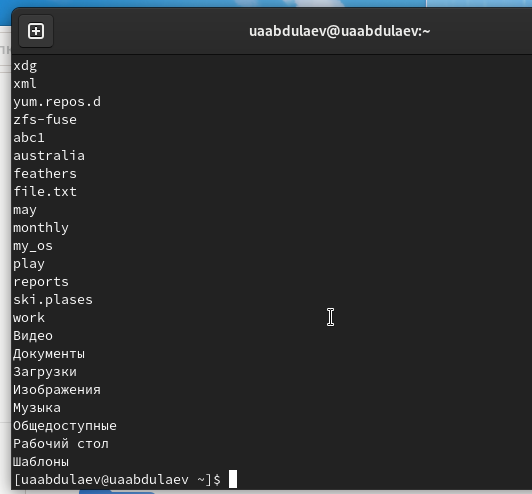 uaabdulaev@uaabdulaev:~
xdg
xml
yum.repos.d
zfs-fuse
abc1
australia
feathers
file.txt
may
monthly
my_os
play
reports
ski.plases
work
Видео
Документы
Загрузки
Изображения
Музыка
Общедоступные
Рабочий стол
Шаблоны
[uaabdulaev@uaabdulaev ~]$